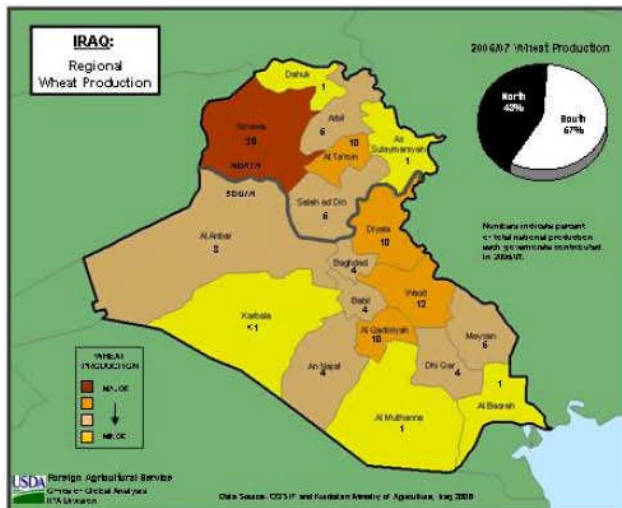 IRAQ:
Regional
Wheat Production
2006/07 Wheat Production
North
43%
South
57%
Dahuk
1
Ninewa
20
NORTH
Arbil
6
10
At Ta'mim
As
Sulaymaniyah
1
SOUTH
Salah ad Din
6
Al Anbar
8
Diyala
10
Baghdad
4
Karbala
<1
Babil
4
Wasit
12
Al Qadisiyah
10
An Najaf
4
Maysan
6
Dhi Qar
4
1
Al Basrah
Al Muthanna
1
Numbers indicate percent
of total national production
each governorate contributed
in 2006/07.
WHEAT
PRODUCTION
MAJOR
MINOR
USDA
Foreign Agricultural Service
Office of Global Analysis
IPA Division
Data Source: and Kurdistan Ministry of Agriculture, Iraq 2008